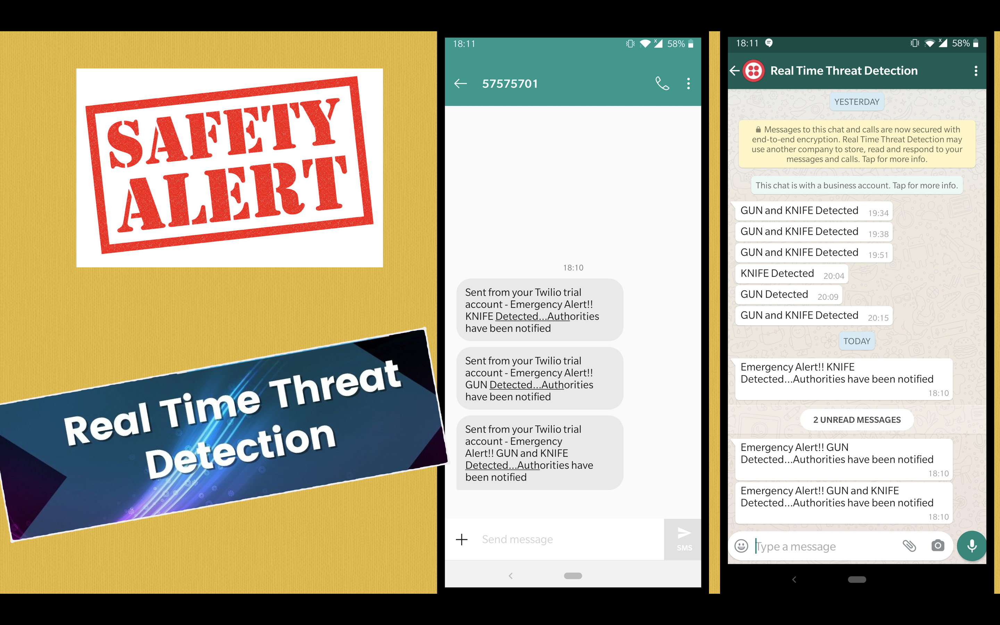 SAFETY
ALERT
Real Time Threat
Detection
18:11
58%
57575701
18:10
Sent from your Twilio trial
account - Emergency Alert!!
KNIFE Detected...Authorities
have been notified
Sent from your Twilio trial
account - Emergency Alert!!
GUN Detected...Authorities
have been notified
Sent from your Twilio trial
account - Emergency
Alert!! GUN and KNIFE
Detected...Authorities have
been notified
Send message
SMS
18:11
58%
Real Time Threat Detection
YESTERDAY
Messages to this chat and calls are now secured with
end-to-end encryption. Real Time Threat Detection may
use another company to store, read and respond to your
messages and calls. Tap for more info.
This chat is with a business account. Tap for more info.
GUN and KNIFE Detected 19:34
GUN and KNIFE Detected 19:38
GUN and KNIFE Detected 19:51
KNIFE Detected 20:04
GUN Detected 20:09
GUN and KNIFE Detected 20:15
TODAY
Emergency Alert!! KNIFE
Detected...Authorities have been notified
18:10
2 UNREAD MESSAGES
Emergency Alert!! GUN
Detected...Authorities have been notified
18:10
Emergency Alert!! GUN and KNIFE
Detected...Authorities have been notified
18:10
Type a message